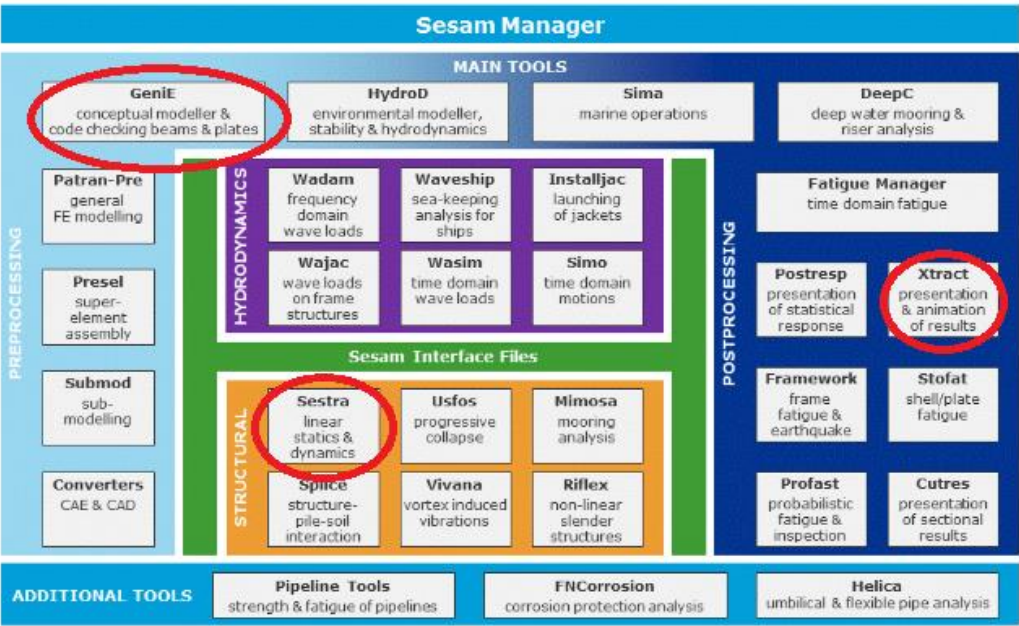 Sesam Manager
MAIN TOOLS
GeniE
conceptual modeller &
code checking beams & plates
HydroD
environmental modeller,
stability & hydrodynamics
Sima
marine operations
DeepC
deep water mooring &
riser analysis
PREPROCESSING
Patran-Pre
general
FE modelling
Presel
super-
element
assembly
Submod
sub-
modelling
Converters
CAE & CAD
HYDRODYNAMICS
Wadam
frequency
domain
wave loads
Waveship
sea-keeping
analysis for
ships
Installjac
launching
of jackets
Wajac
wave loads
on frame
structures
Wasim
time domain
wave loads
Simo
time domain
motions
Sesam Interface Files
STRUCTURAL
Sestra
linear
statics &
dynamics
Usfos
progressive
collapse
Mimosa
mooring
analysis
Splice
structure-
pile-soil
interaction
Vivana
vortex induced
vibrations
Riflex
non-linear
slender
structures
POSTPROCESSING
Fatigue Manager
time domain fatigue
Postresp
presentation
of statistical
response
Xtract
presentation
& animation
of results
Framework
frame
fatigue &
earthquake
Stofat
shell/plate
fatigue
Profast
probabilistic
fatigue &
inspection
Cutres
presentation
of sectional
results
ADDITIONAL TOOLS
Pipeline Tools
strength & fatigue of pipelines
FNCorrosion
corrosion protection analysis
Helica
umbilical & flexible pipe analysis